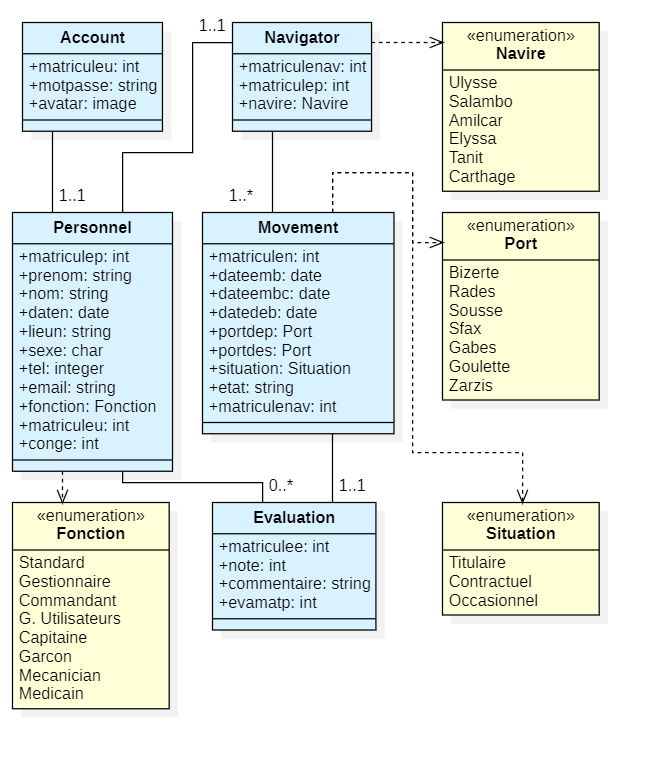 Account
+matriculeu: int
+motpasse: string
+avatar: image
1..1
Navigator
+matriculenav: int
+matriculep: int
+navire: Navire
«enumeration»
Navire
Ulysse
Salambo
Amilcar
Elyssa
Tanit
Carthage
1..1
1..*
Personnel
+matriculep: int
+prenom: string
+nom: string
+daten: date
+lieun: string
+sexe: char
+tel: integer
+email: string
+fonction: Fonction
+matriculeu: int
+conge: int
Movement
+matriculen: int
+dateemb: date
+dateembc: date
+datedeb: date
+portdep: Port
+portdes: Port
+situation: Situation
+etat: string
+matriculenav: int
«enumeration»
Port
Bizerte
Rades
Sousse
Sfax
Gabes
Goulette
Zarzis
0..*
1..1
«enumeration»
Fonction
Standard
Gestionnaire
Commandant
G. Utilisateurs
Capitaine
Garcon
Mecanician
Medicain
Evaluation
+matriculee: int
+note: int
+commentaire: string
+evamatp: int
«enumeration»
Situation
Titulaire
Contractuel
Occasionnel